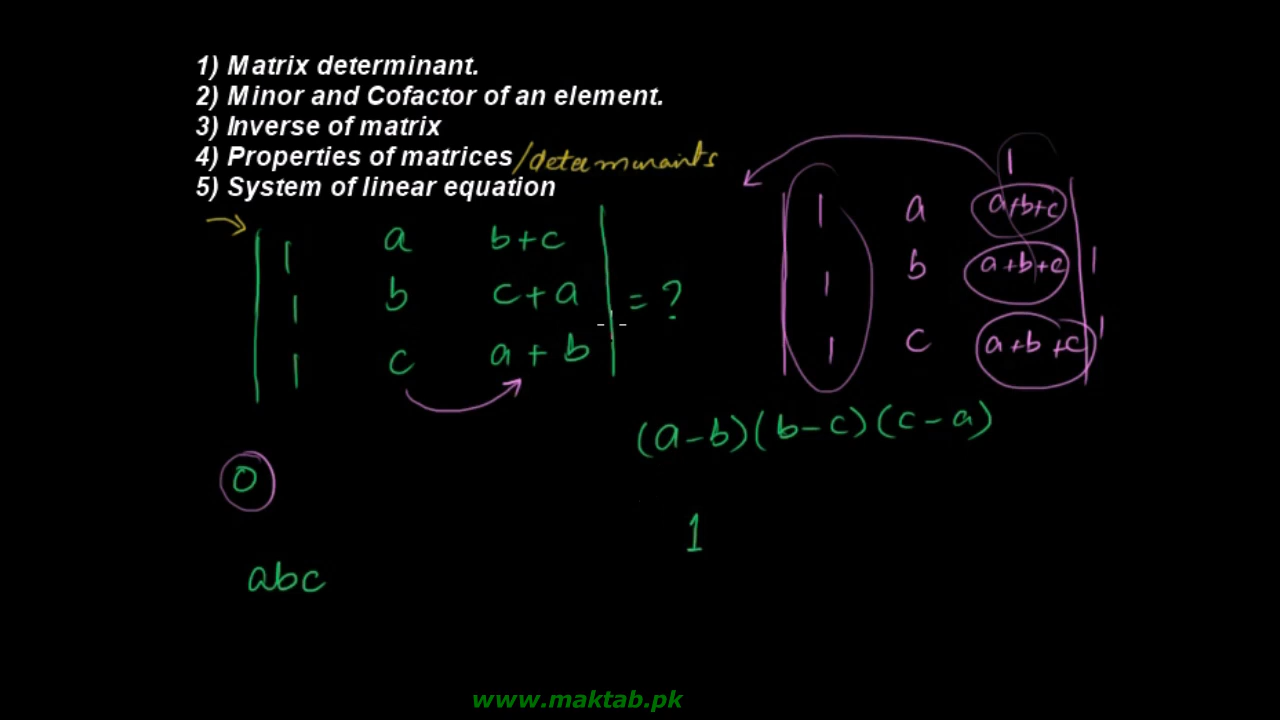 1) Matrix determinant.
2) Minor and Cofactor of an element.
3) Inverse of matrix
4) Properties of matrices/determinants
5) System of linear equation
1 a b+c
1 b c+a = ?
1 c a+b
1
1 a a+b+c
1 b a+b+c 1
1 c a+b+c 1
(a-b)(b-c)(c-a)
0
1
abc
www.maktab.pk